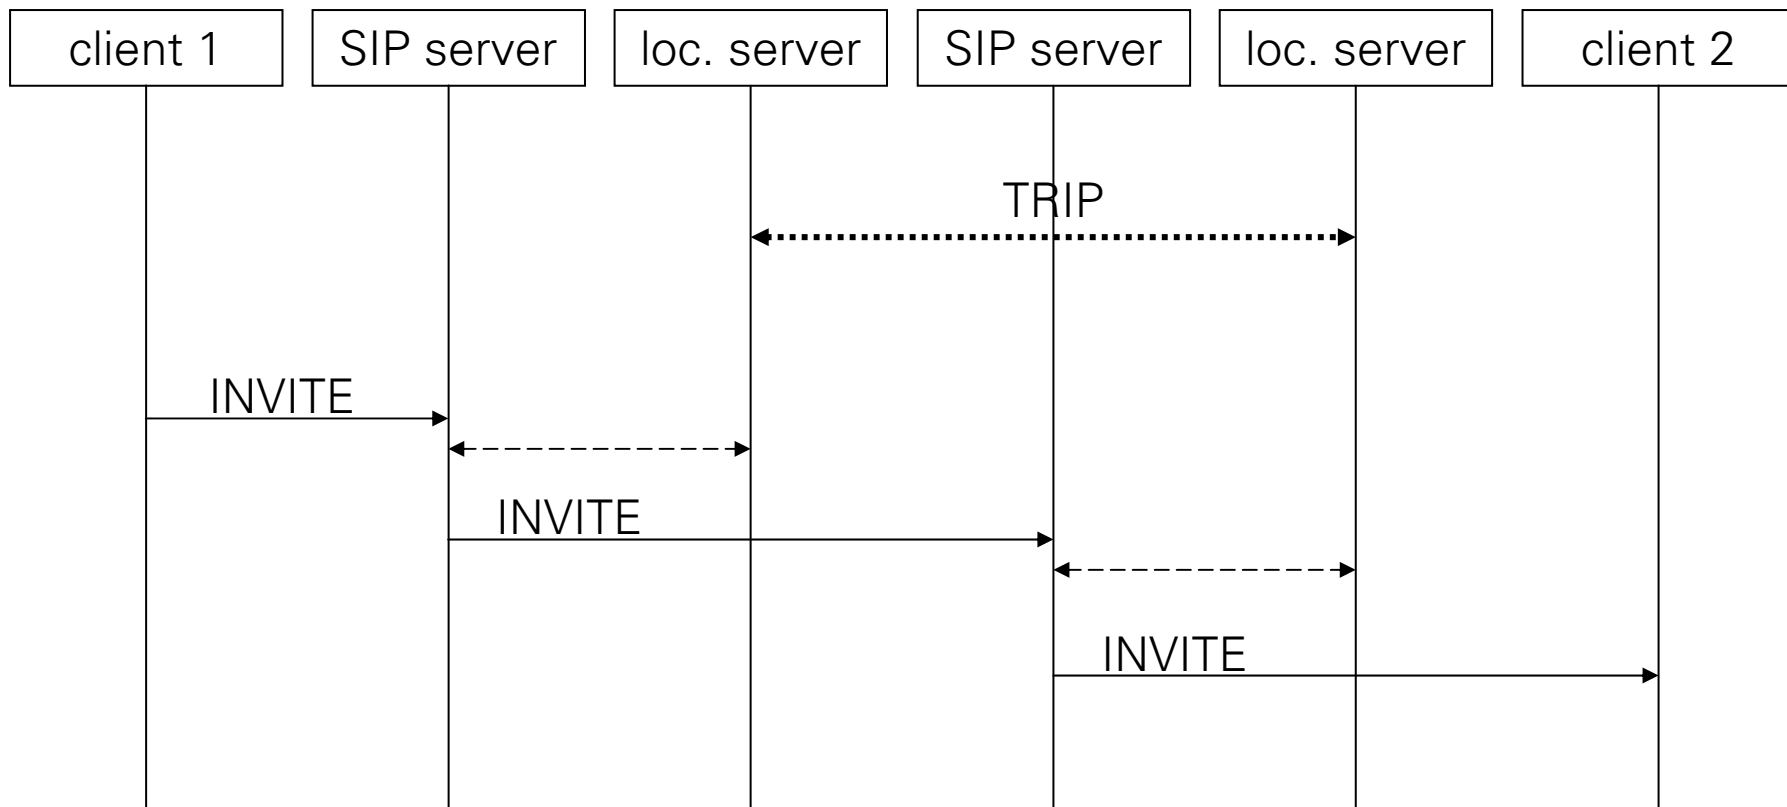 client 1
SIP server
loc. server
SIP server
loc. server
client 2
TRIP
INVITE
INVITE
INVITE